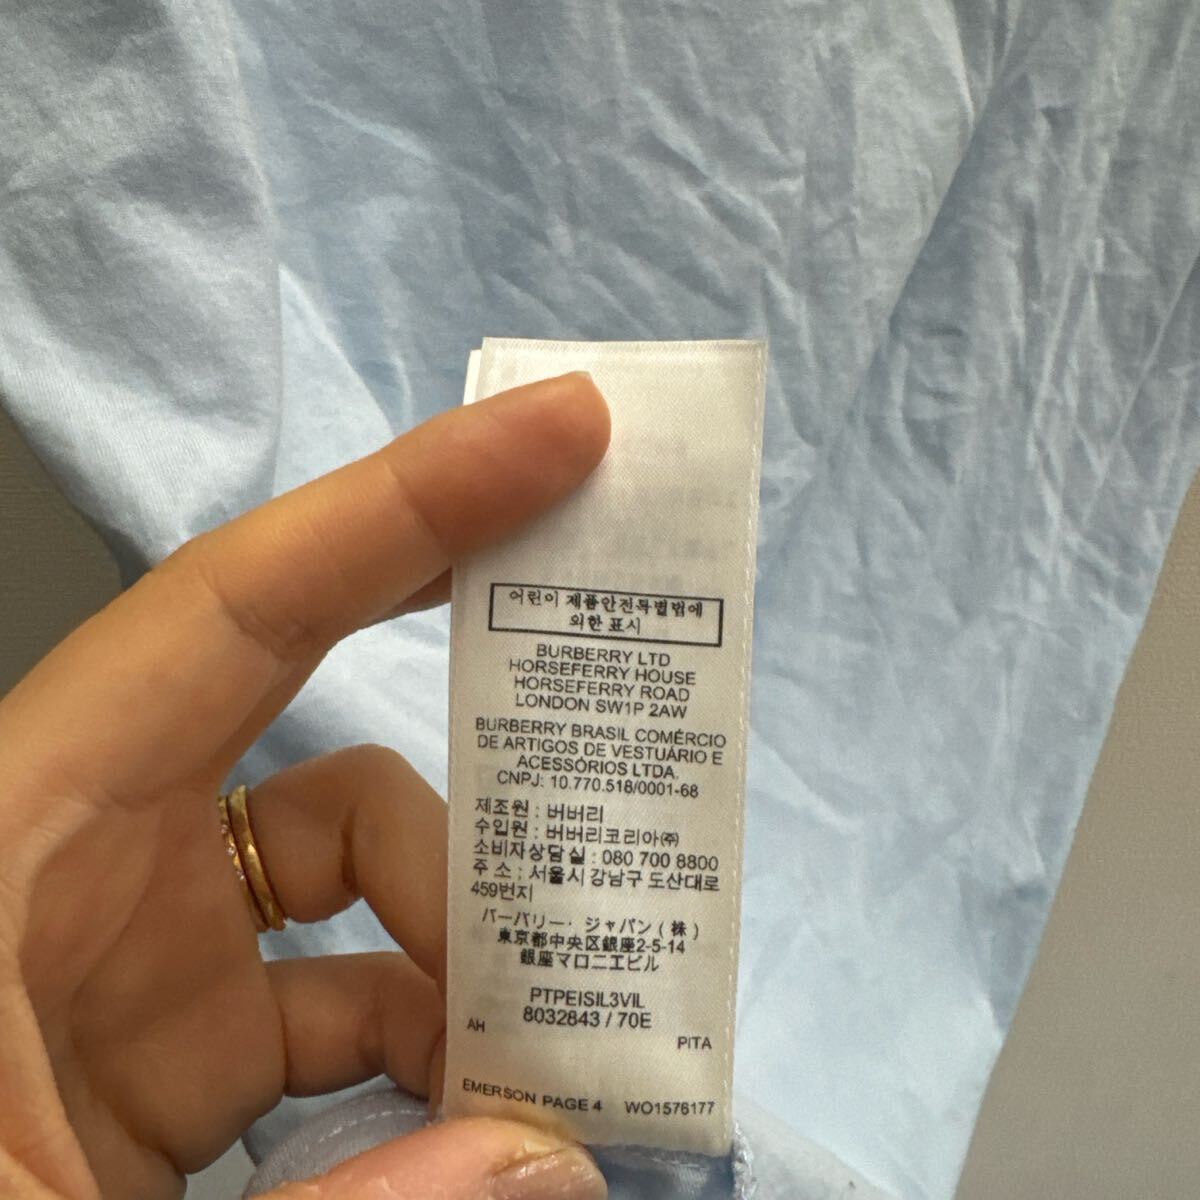 어린이 제품안전특별법에
의한 표시
BURBERRY LTD
HORSEFERRY HOUSE
HORSEFERRY ROAD
LONDON SW1P 2AW
BURBERRY BRASIL COMÉRCIO
DE ARTIGOS DE VESTUÁRIO E
ACESSÓRIOS LTDA.
CNPJ: 10.770.518/0001-68
제조원 : 버버리
수입원 : 버버리코리아㈜
소비자상담실 : 080 700 8800
주 소 : 서울시 강남구 도산대로
459번지
バーバリー・ジャパン(株)
東京都中央区銀座2-5-14
銀座マロニエビル
PTPEISIL3VIL
8032843 / 70E
AH PITA
EMERSON PAGE 4 WO1576177